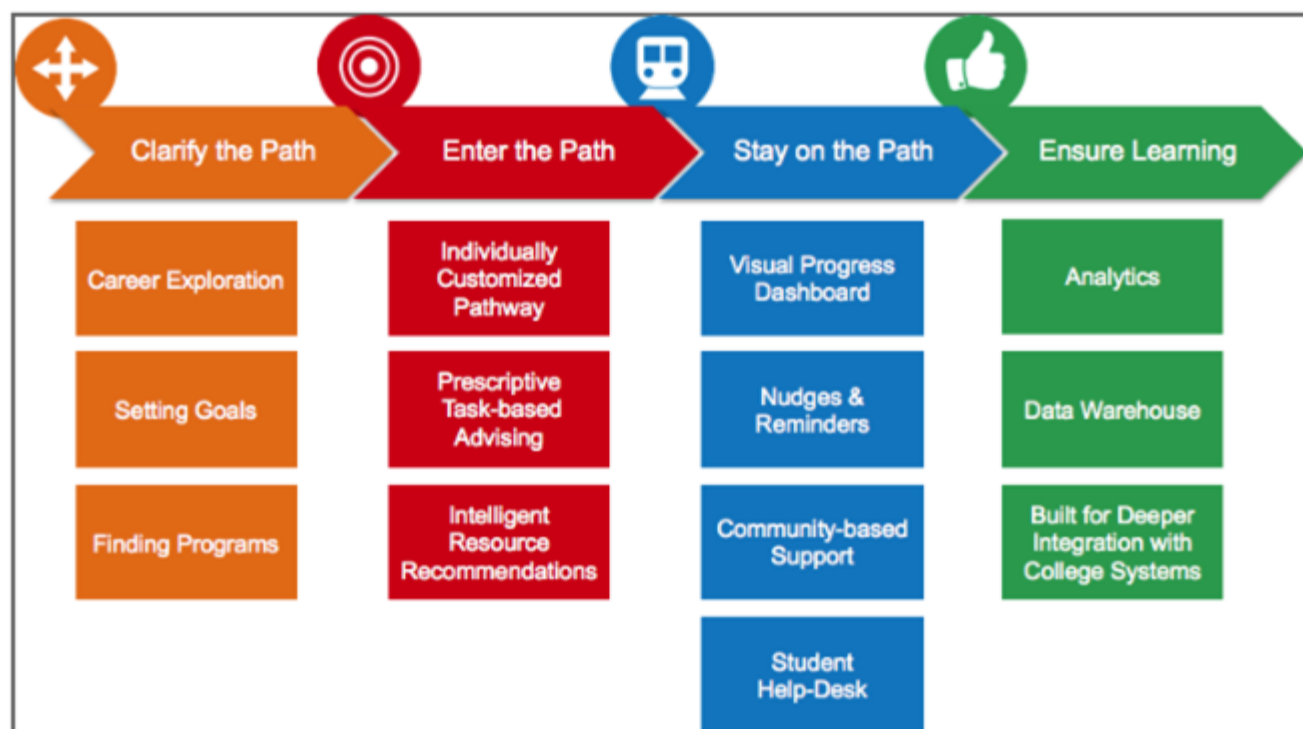 Clarify the Path
Enter the Path
Stay on the Path
Ensure Learning
Career Exploration
Setting Goals
Finding Programs
Individually
Customized
Pathway
Prescriptive
Task-based
Advising
Intelligent
Resource
Recommendations
Visual Progress
Dashboard
Nudges &
Reminders
Community-based
Support
Student
Help-Desk
Analytics
Data Warehouse
Built for Deeper
Integration with
College Systems